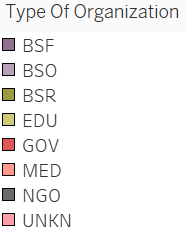 Type Of Organization
BSF
BSO
BSR
EDU
GOV
MED
NGO
UNKN